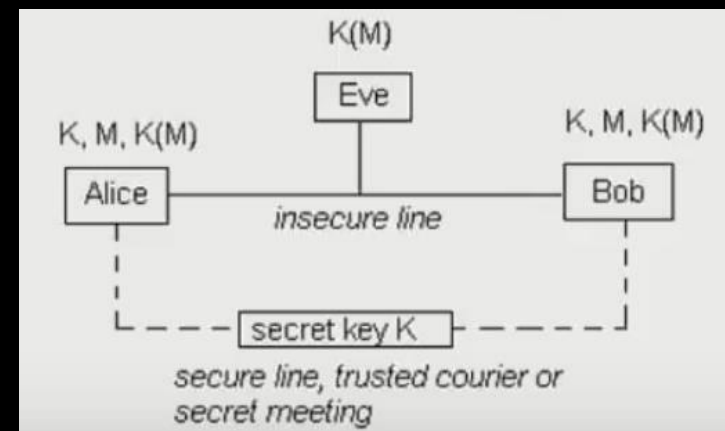 K(M)
Eve
K, M, K(M)
K, M, K(M)
Alice
Bob
insecure line
secret key K
secure line, trusted courier or
secret meeting